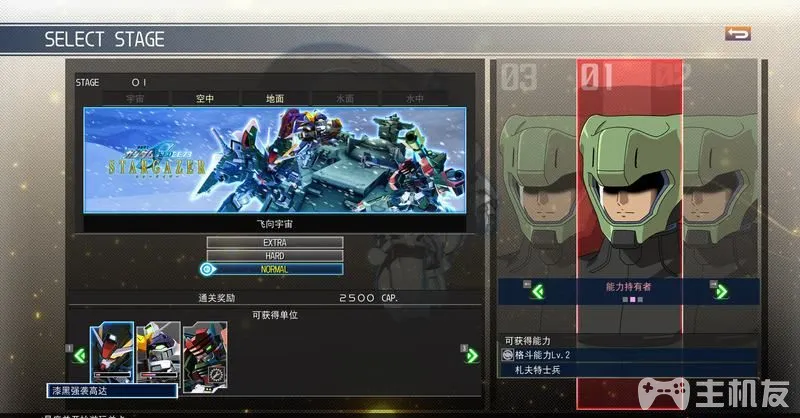 SELECT STAGE
STAGE 01
宇宙 空中 地面 水面 水中
STARGAZER
飞向宇宙
EXTRA
HARD
NORMAL
通关奖励 2500 CAP.
可获得单位
漆黑强袭高达
03 01 02
能力持有者
可获得能力
格斗能力Lv.2
札夫特士兵
主机友